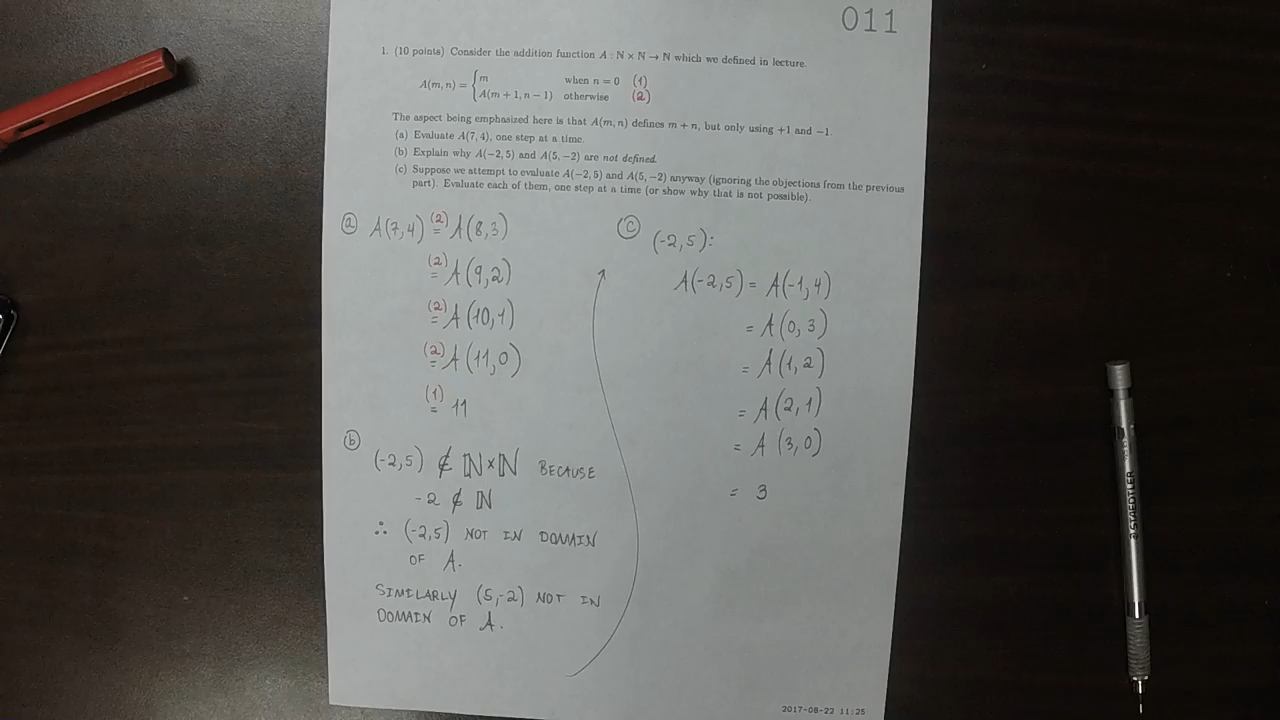 011
1. (10 points) Consider the addition function A : ℕ × ℕ → ℕ which we defined in lecture.
A(m, n) = { m when n = 0 (1)
A(m + 1, n − 1) otherwise (2)
The aspect being emphasized here is that A(m, n) defines m + n, but only using +1 and −1.
(a) Evaluate A(7, 4), one step at a time.
(b) Explain why A(−2, 5) and A(5, −2) are not defined.
(c) Suppose we attempt to evaluate A(−2, 5) and A(5, −2) anyway (ignoring the objections from the previous
part). Evaluate each of them, one step at a time (or show why that is not possible).
(a) A(7,4) (2)= A(8,3)
(2)= A(9,2)
(2)= A(10,1)
(2)= A(11,0)
(1)= 11
(b)
(-2,5) ∉ ℕ×ℕ BECAUSE
-2 ∉ ℕ
∴ (-2,5) NOT IN DOMAIN
OF A.
SIMILARLY (5,-2) NOT IN
DOMAIN OF A.
(c) (-2,5):
A(-2,5) = A(-1,4)
= A(0,3)
= A(1,2)
= A(2,1)
= A(3,0)
= 3
STAEDTLER
2017-08-22 11:25